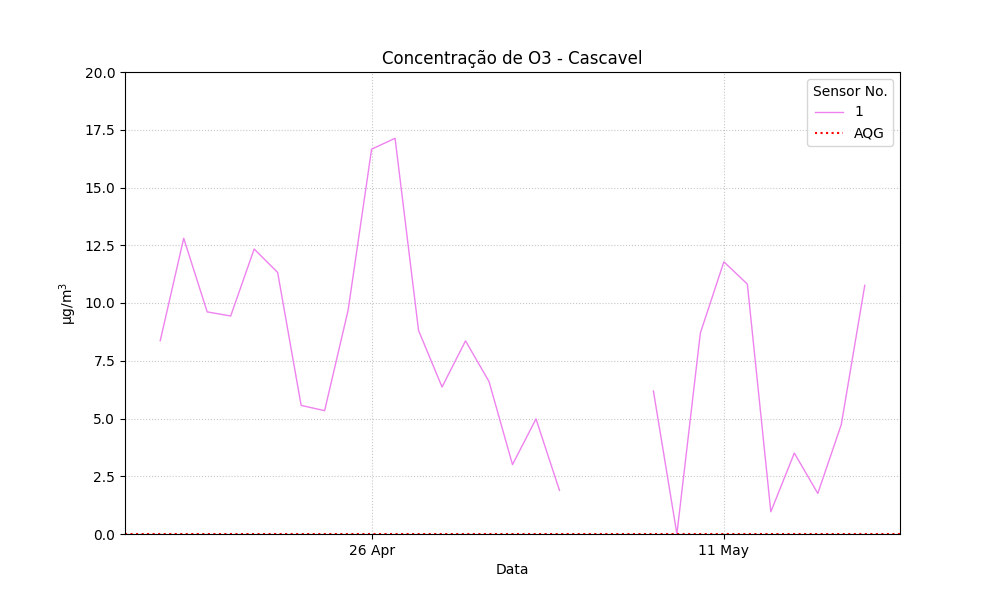 Concentração de O3 - Cascavel
20.0
17.5
15.0
12.5
10.0
7.5
5.0
2.5
0.0
µg/m³
Sensor No.
1
AQG
26 Apr
11 May
Data